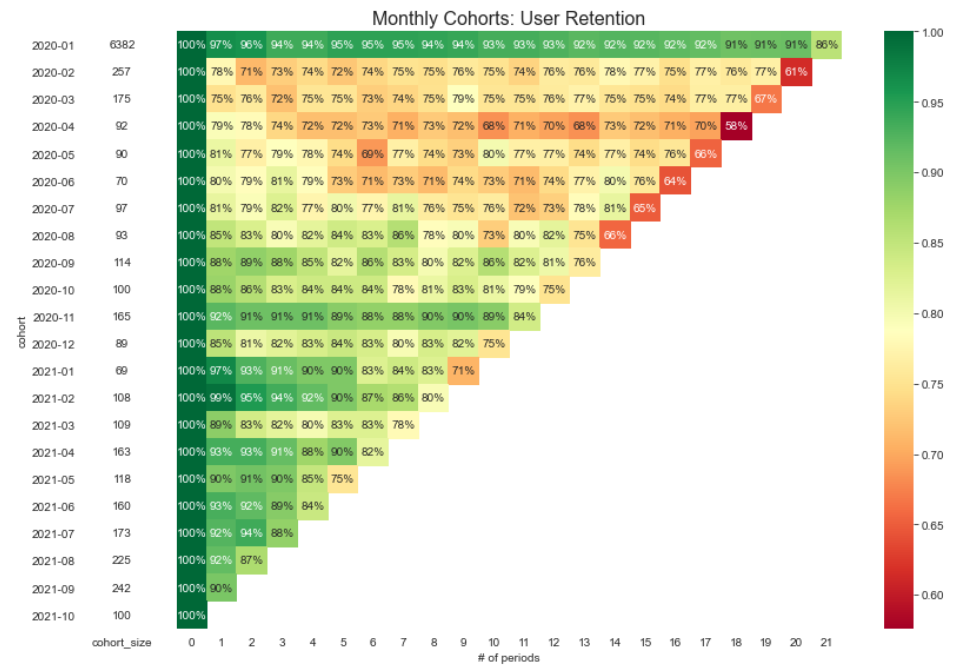 Monthly Cohorts: User Retention
2020-01 6382 100% 97% 96% 94% 94% 95% 95% 95% 94% 94% 93% 93% 93% 92% 92% 92% 92% 92% 91% 91% 91% 86% 1.00
2020-02 257 100% 78% 71% 73% 74% 72% 74% 75% 75% 76% 75% 74% 76% 76% 78% 77% 75% 77% 76% 77% 61%
2020-03 175 100% 75% 76% 72% 75% 75% 73% 74% 75% 79% 75% 75% 76% 77% 75% 75% 74% 77% 77% 67% 0.95
2020-04 92 100% 79% 78% 74% 72% 72% 73% 71% 73% 72% 68% 71% 70% 68% 73% 72% 71% 70% 58%
2020-05 90 100% 81% 77% 79% 78% 74% 69% 77% 74% 73% 80% 77% 77% 74% 77% 74% 76% 66%
2020-06 70 100% 80% 79% 81% 79% 73% 71% 73% 71% 74% 73% 71% 74% 77% 80% 76% 64% 0.90
2020-07 97 100% 81% 79% 82% 77% 80% 77% 81% 76% 75% 76% 72% 73% 78% 81% 65%
2020-08 93 100% 85% 83% 80% 82% 84% 83% 86% 78% 80% 73% 80% 82% 75% 66% 0.85
2020-09 114 100% 88% 89% 88% 85% 82% 86% 83% 80% 82% 86% 82% 81% 76%
2020-10 100 100% 88% 86% 83% 84% 84% 84% 78% 81% 83% 81% 79% 75%
2020-11 165 100% 92% 91% 91% 91% 89% 88% 88% 90% 90% 89% 84% 0.80
cohort
2020-12 89 100% 85% 81% 82% 83% 84% 83% 80% 83% 82% 75%
2021-01 69 100% 97% 93% 91% 90% 90% 83% 84% 83% 71% 0.75
2021-02 108 100% 99% 95% 94% 92% 90% 87% 86% 80%
2021-03 109 100% 89% 83% 82% 80% 83% 83% 78%
2021-04 163 100% 93% 93% 91% 88% 90% 82% 0.70
2021-05 118 100% 90% 91% 90% 85% 75%
2021-06 160 100% 93% 92% 89% 84% 0.65
2021-07 173 100% 92% 94% 88%
2021-08 225 100% 92% 87%
2021-09 242 100% 90% 0.60
2021-10 100 100%
cohort_size 0 1 2 3 4 5 6 7 8 9 10 11 12 13 14 15 16 17 18 19 20 21
# of periods